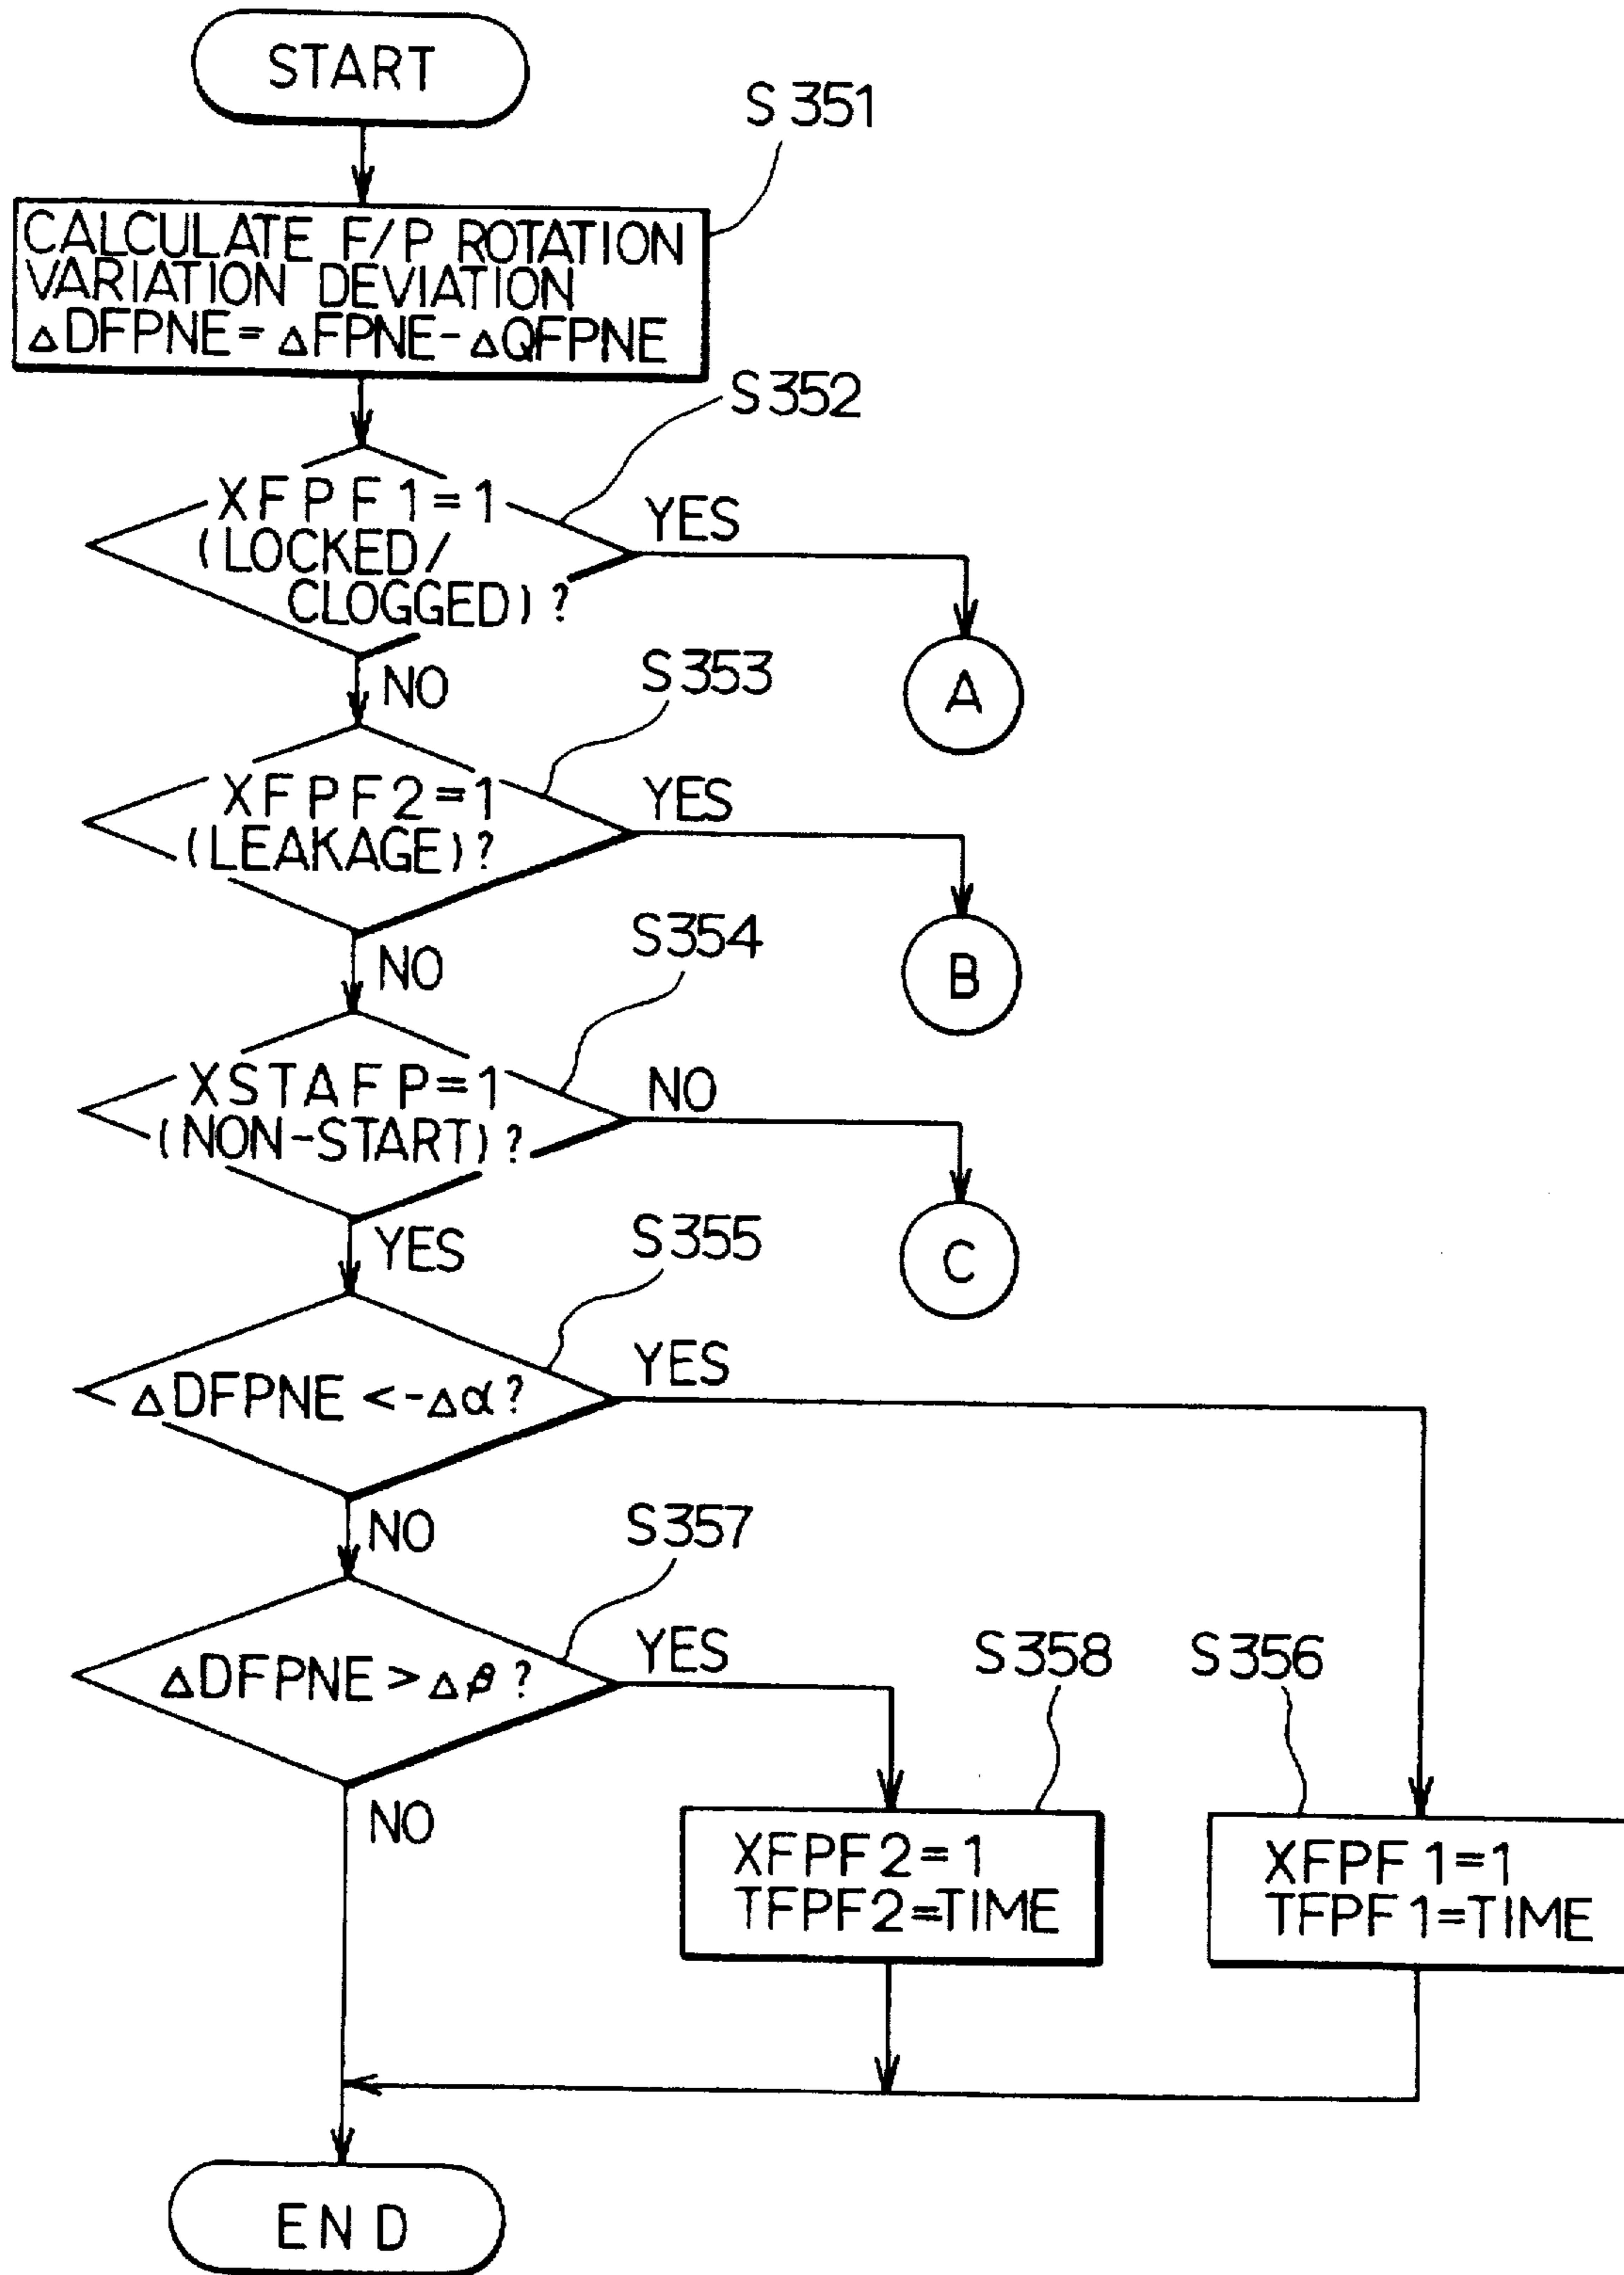 START
S351
CALCULATE F/P ROTATION
VARIATION DEVIATION
ΔDFPNE=ΔFPNE-ΔQFPNE
S352
XFPF1=1
(LOCKED/
CLOGGED)?
YES
A
NO
S353
XFPF2=1
(LEAKAGE)?
YES
B
NO
S354
XSTAFP=1
(NON-START)?
NO
C
YES
S355
ΔDFPNE<-Δα?
YES
NO
S357
ΔDFPNE>Δβ?
YES
S358
S356
NO
XFPF2=1
TFPF2=TIME
XFPF1=1
TFPF1=TIME
END